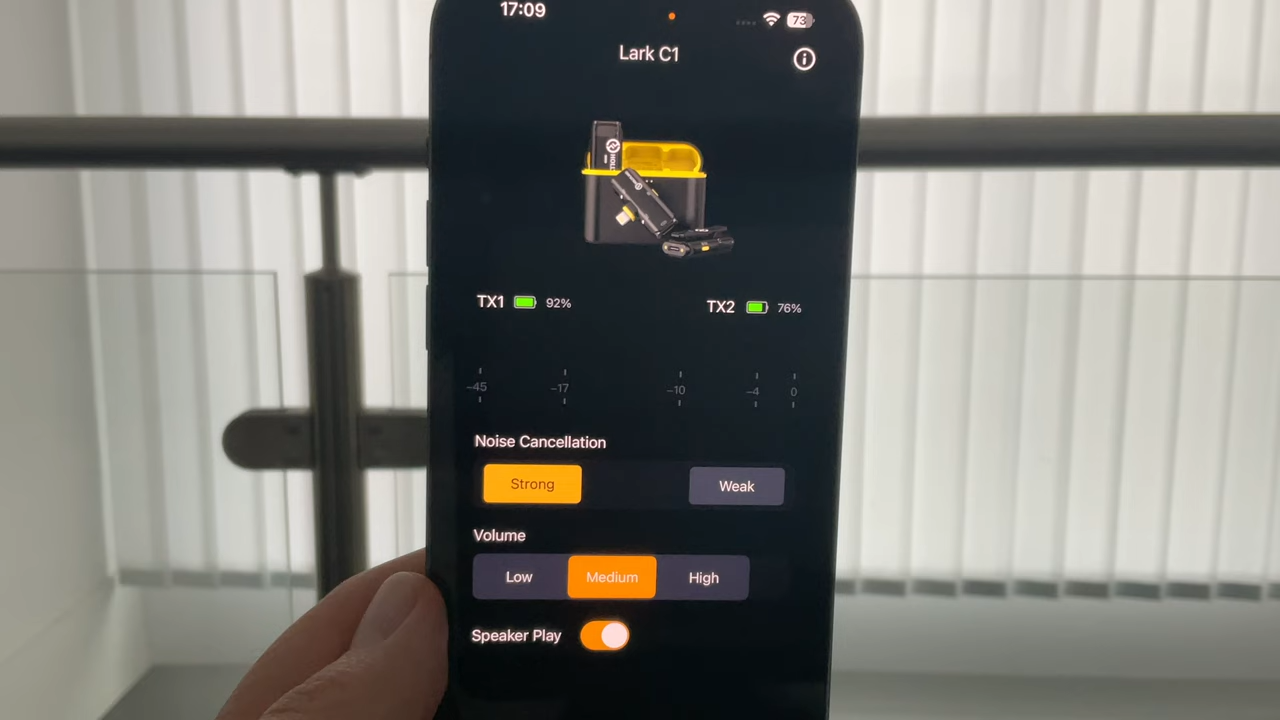 17:09
73
Lark C1
TX1 92%
TX2 76%
-45 -17 -10 -4 0
Noise Cancellation
Strong Weak
Volume
Low Medium High
Speaker Play